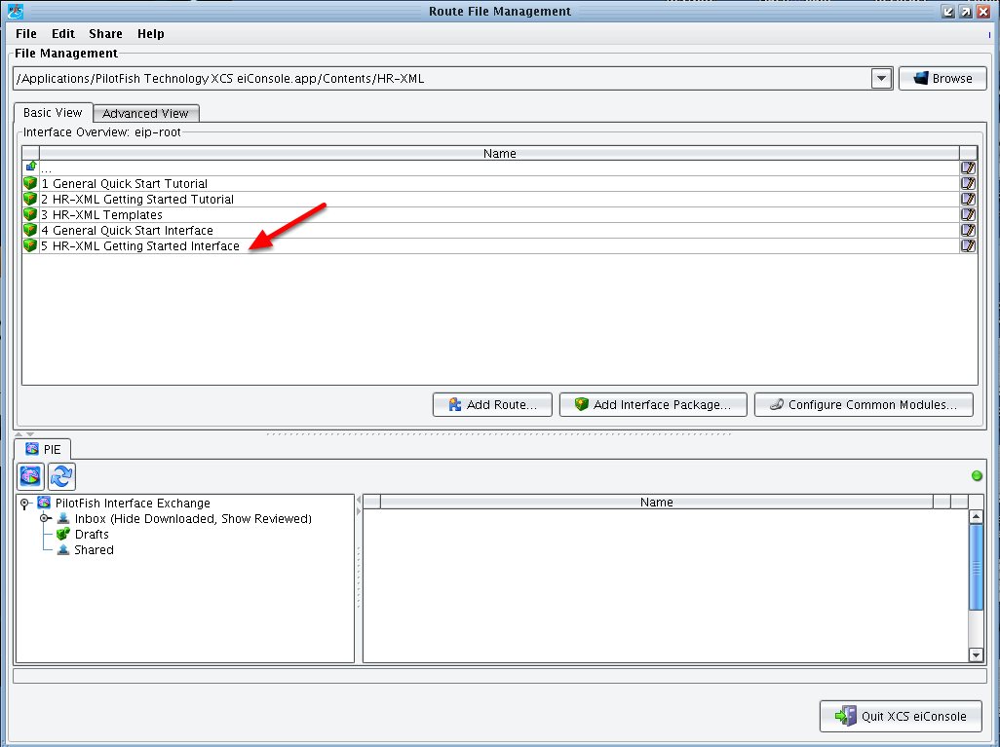 Route File Management
File Edit Share Help
File Management
/Applications/PilotFish Technology XCS eiConsole.app/Contents/HR-XML
Browse
Basic View
Advanced View
Interface Overview: eip-root
Name
...
1 General Quick Start Tutorial
2 HR-XML Getting Started Tutorial
3 HR-XML Templates
4 General Quick Start Interface
5 HR-XML Getting Started Interface
Add Route...
Add Interface Package...
Configure Common Modules...
PIE
PilotFish Interface Exchange
Inbox (Hide Downloaded, Show Reviewed)
Drafts
Shared
Name
Quit XCS eiConsole